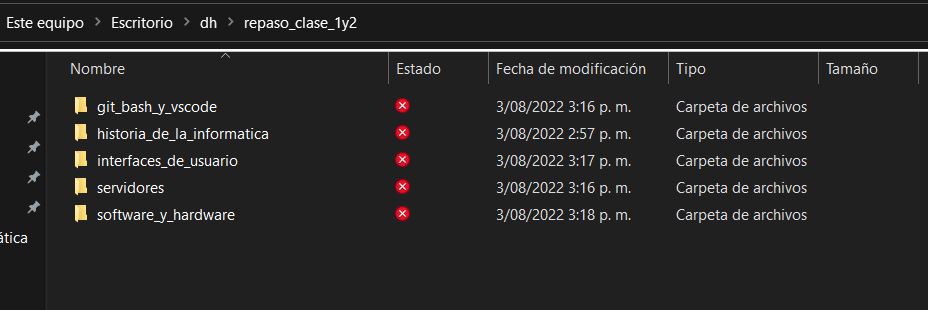 Este equipo > Escritorio > dh > repaso_clase_1y2
Nombre Estado Fecha de modificación Tipo Tamaño
git_bash_y_vscode 3/08/2022 3:16 p. m. Carpeta de archivos
historia_de_la_informatica 3/08/2022 2:57 p. m. Carpeta de archivos
interfaces_de_usuario 3/08/2022 3:17 p. m. Carpeta de archivos
servidores 3/08/2022 3:16 p. m. Carpeta de archivos
software_y_hardware 3/08/2022 3:18 p. m. Carpeta de archivos
ática